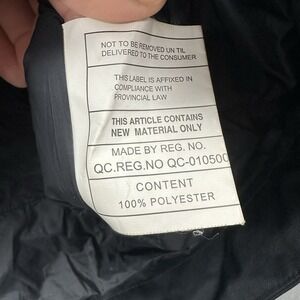 NOT TO BE REMOVED UN TIL
DELIVERED TO THE CONSUMER
THIS LABEL IS AFFIXED IN
COMPLIANCE WITH
PROVINCIAL LAW
THIS ARTICLE CONTAINS
NEW MATERIAL ONLY
MADE BY REG. NO.
QC.REG.NO QC-010500
CONTENT
100% POLYESTER